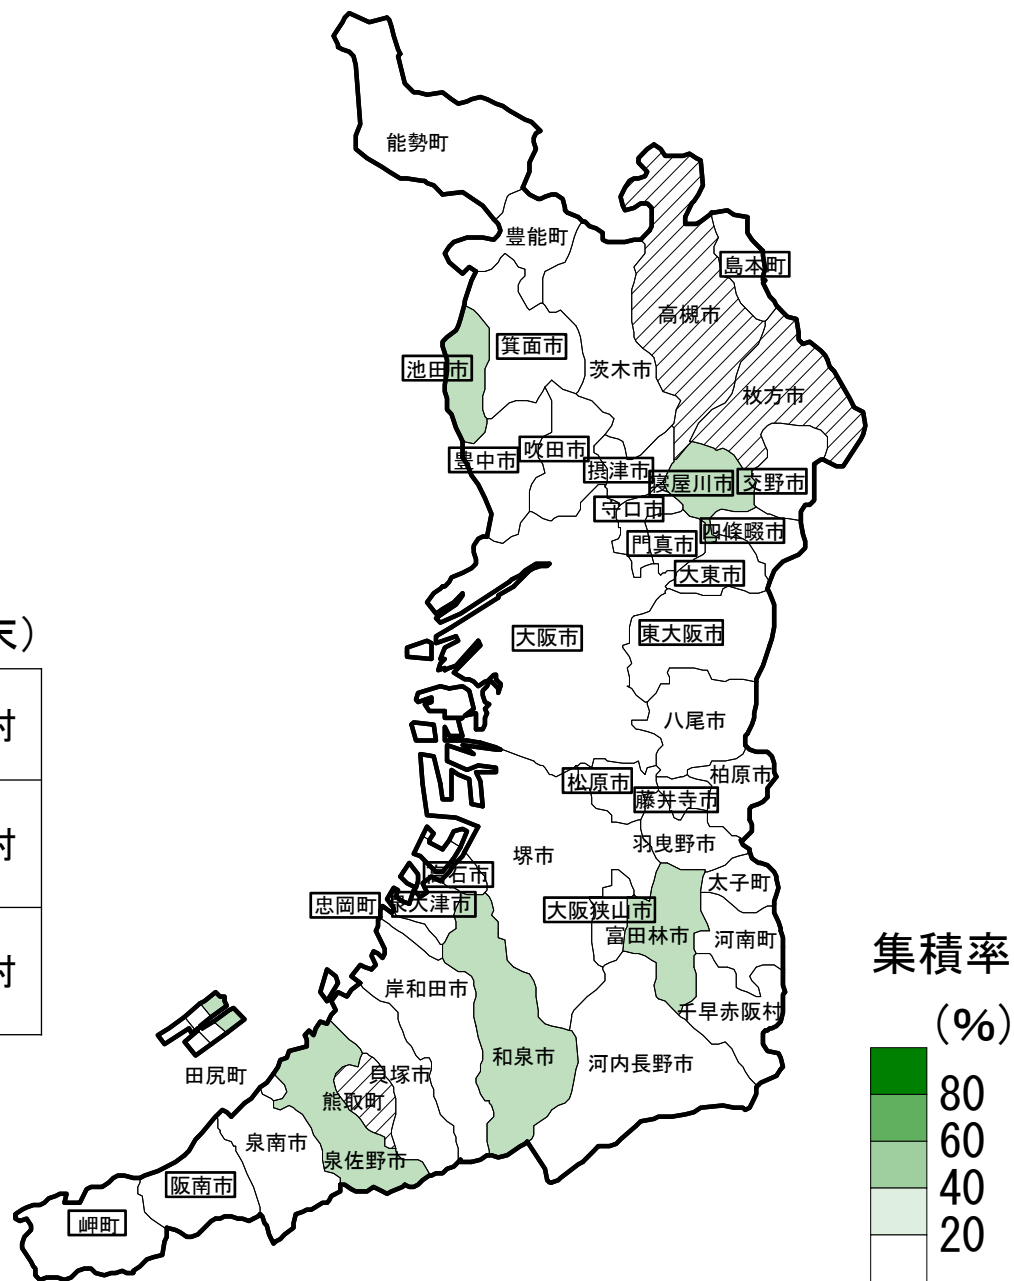 能勢町
豊能町
島本町
高槻市
箕面市
池田市
茨木市
枚方市
吹田市
豊中市
摂津市
寝屋川市
交野市
守口市
四條畷市
門真市
大東市
末）
大阪市
東大阪市
村
八尾市
柏原市
松原市
藤井寺市
村
羽曳野市
堺市
高石市
太子町
忠岡町
泉大津市
大阪狭山市
富田林市
河南町
村
岸和田市
千早赤阪村
和泉市
河内長野市
田尻町
貝塚市
熊取町
泉南市
泉佐野市
阪南市
岬町
集積率
(%)
80
60
40
20